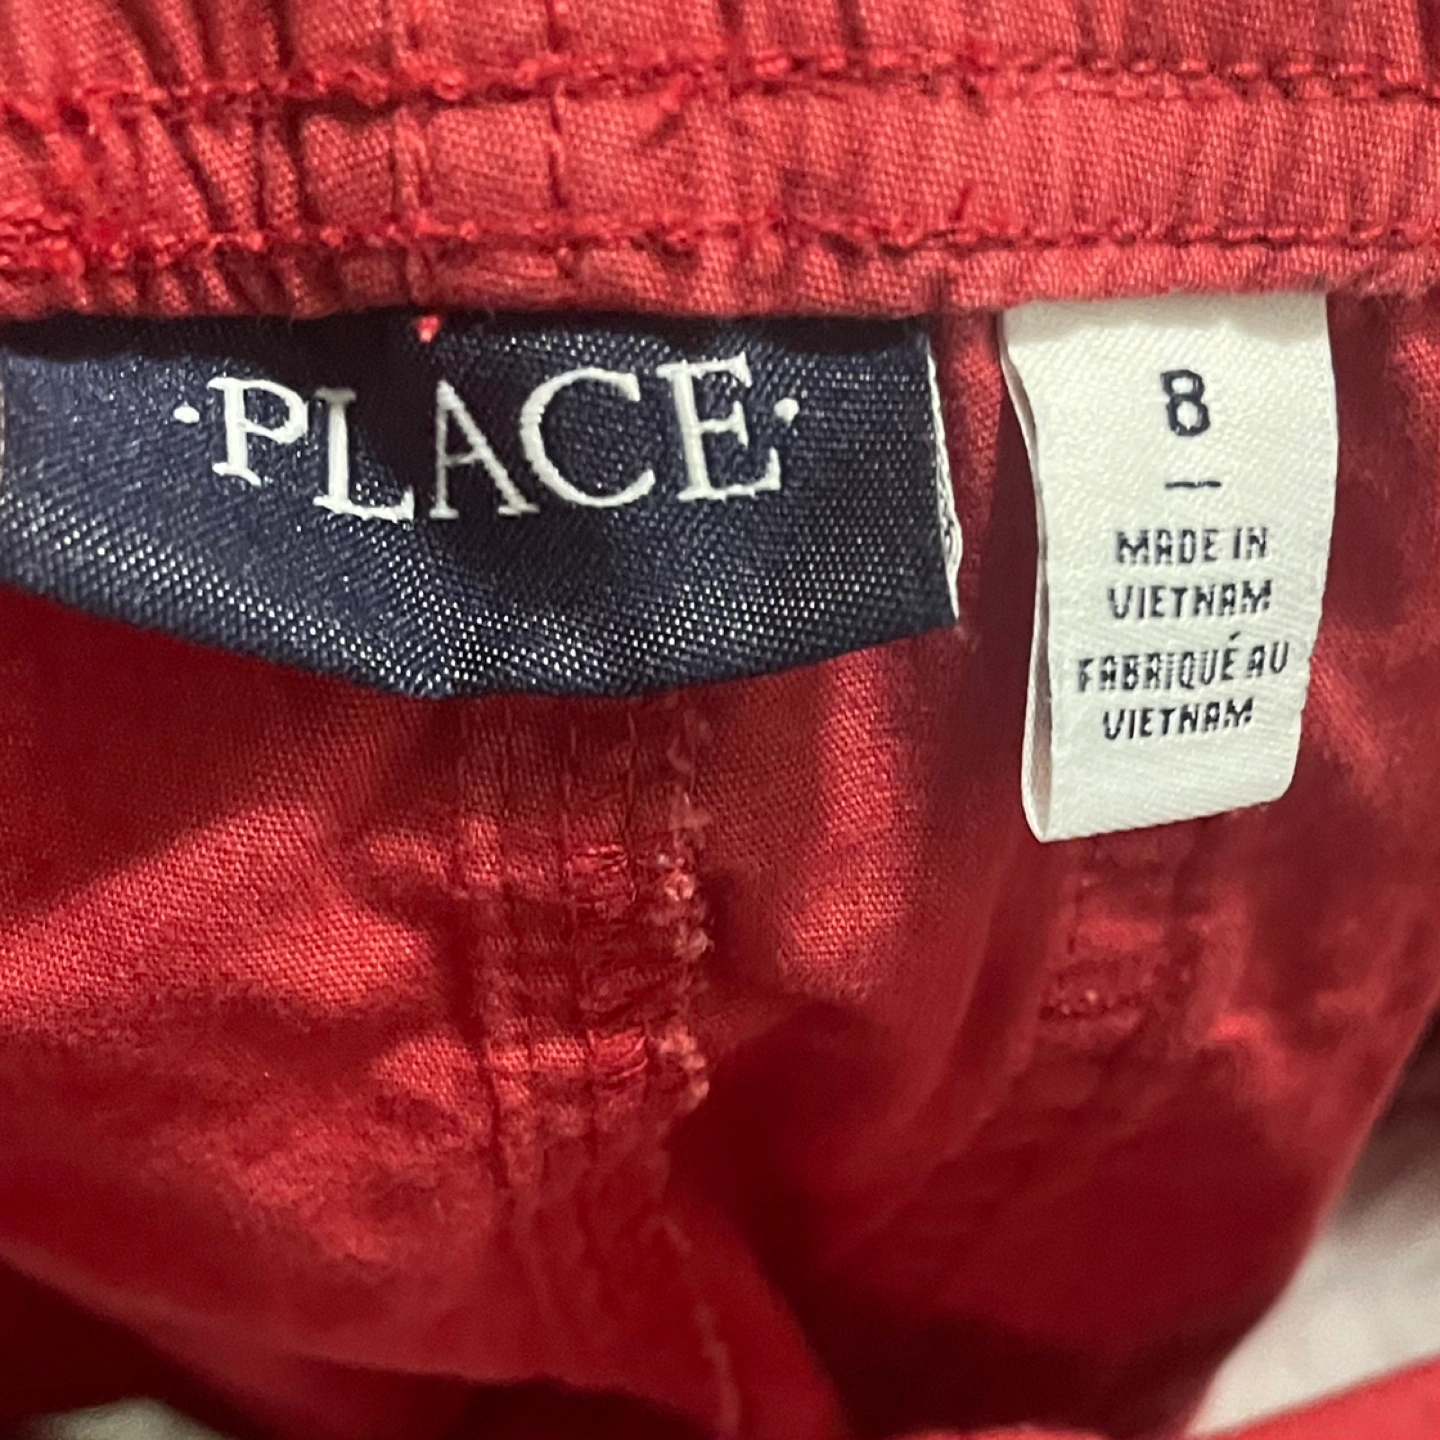 ·PLACE·
8
—
MADE IN
VIETNAM
FABRIQUÉ AU
VIETNAM